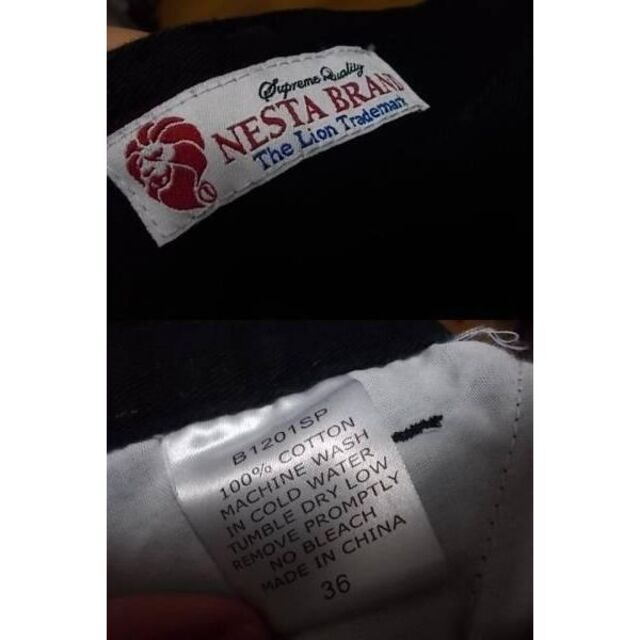 Supreme Quality
NESTA BRAND
The Lion Trademark
B1201SP
100% COTTON
MACHINE WASH
IN COLD WATER
TUMBLE DRY LOW
REMOVE PROMPTLY
NO BLEACH
MADE IN CHINA
36